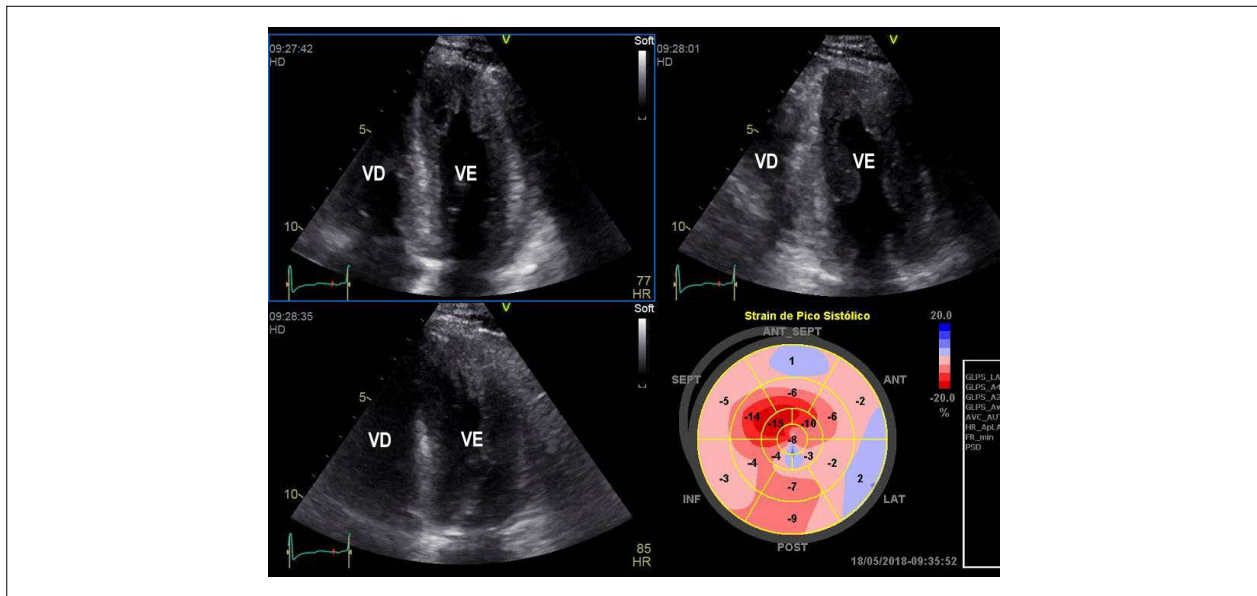 09:27:42
HD
V
Soft
5
VD
VE
10
77
HR
09:28:01
HD
V
5
VD
VE
10
09:28:35
HD
V
Soft
5
VD
VE
10
85
HR
Strain de Pico Sistólico
20.0
-20.0
%
ANT_SEPT
SEPT
ANT
INF
LAT
POST
1
-5
-6
-2
-14
-15
-10
-6
-8
-4
-4
-3
-2
-3
-7
2
-9
GLPS_LA
GLPS_A4
GLPS_A2
GLPS_Av
AVC_AUT
HR_ApLA
FR_min
PSD
18/05/2018-09:35:52